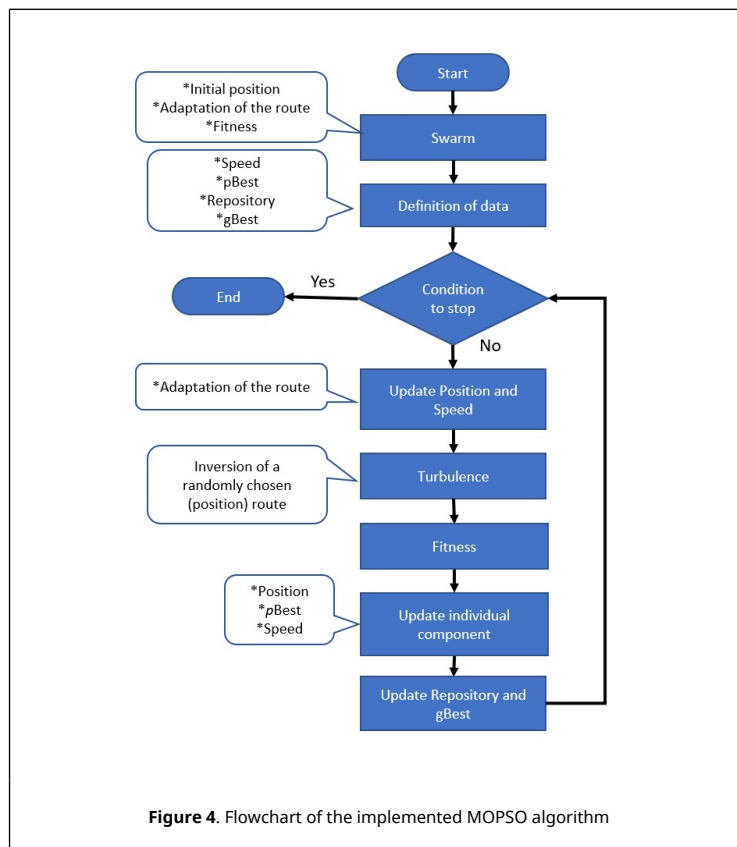 Start
*Initial position
*Adaptation of the route
*Fitness
Swarm
*Speed
*pBest
*Repository
*gBest
Definition of data
Condition
to stop
Yes
End
No
*Adaptation of the route
Update Position and
Speed
Inversion of a
randomly chosen
(position) route
Turbulence
Fitness
*Position
*pBest
*Speed
Update individual
component
Update Repository and
gBest
Figure 4. Flowchart of the implemented MOPSO algorithm